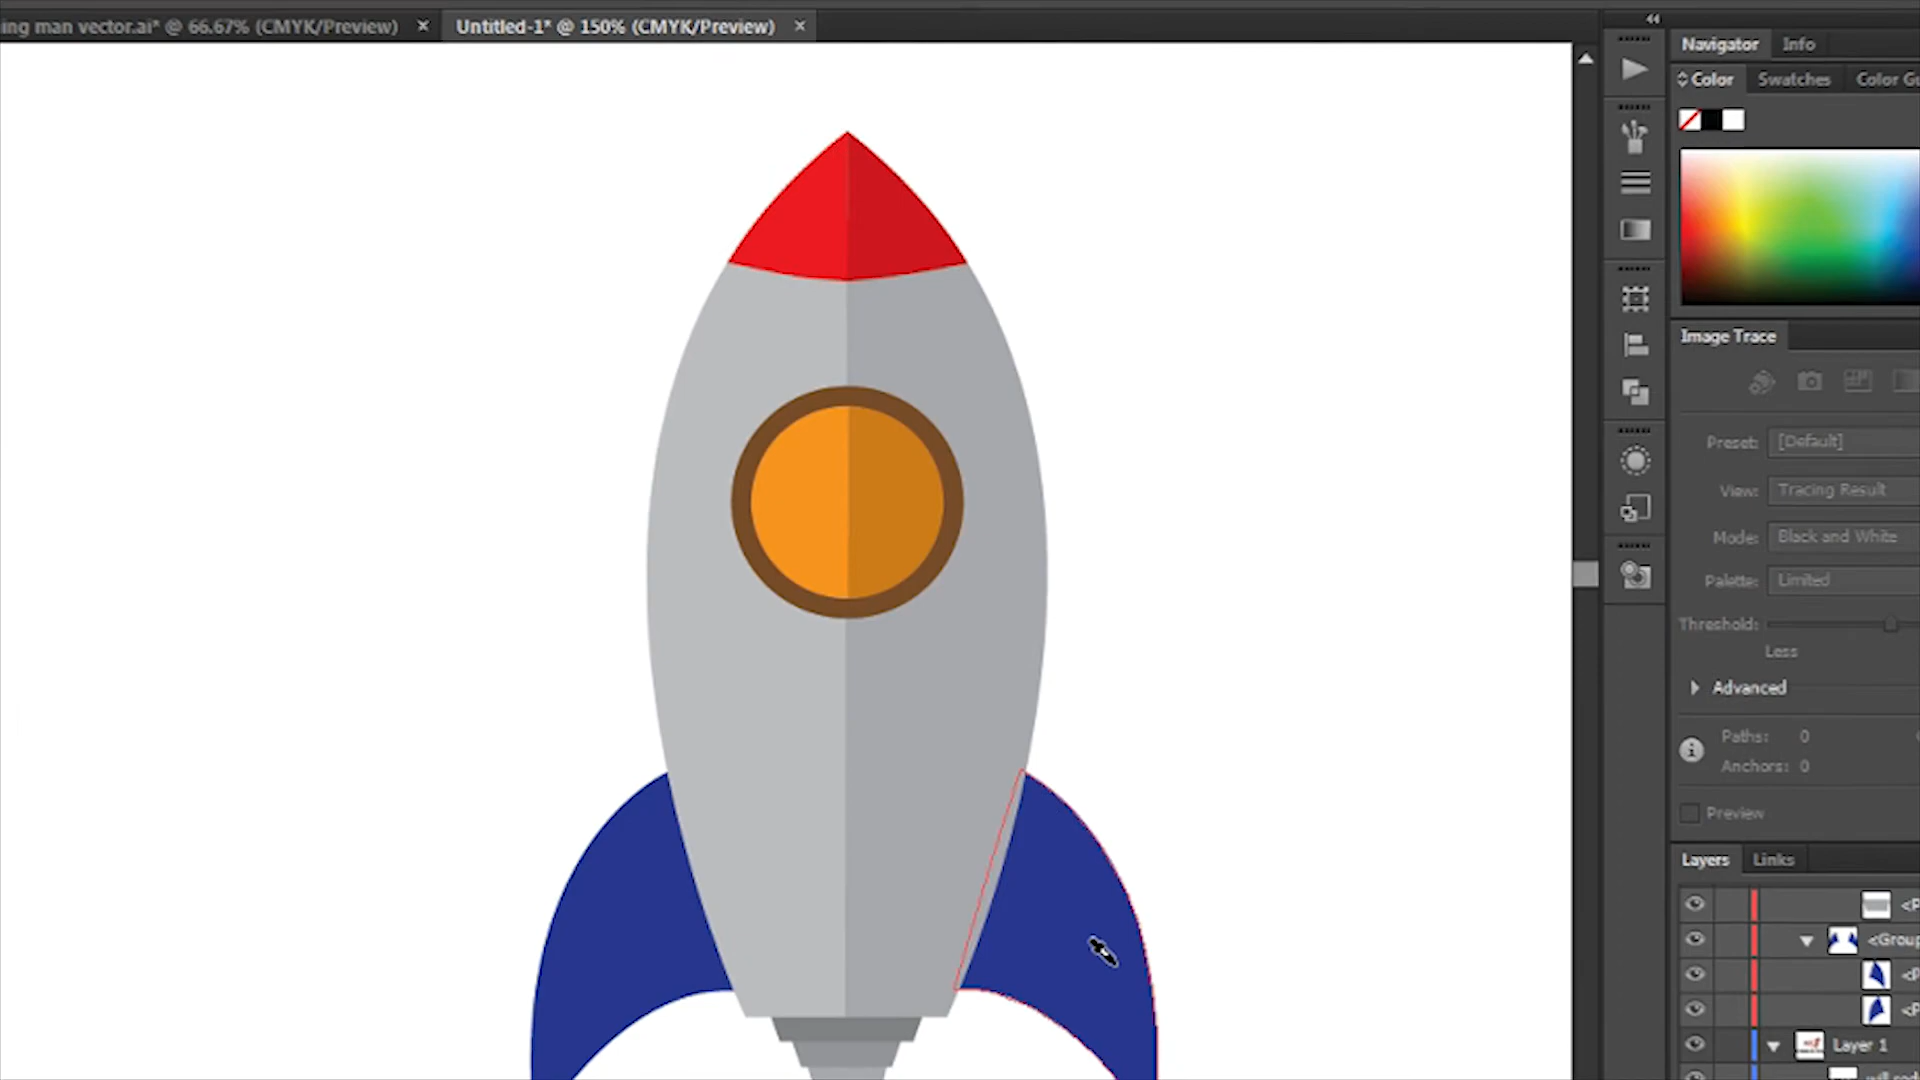 ing man vector.ai* @ 66.67% (CMYK/Preview) × Untitled-1* @ 150% (CMYK/Preview) ×
Navigator Info
Color Swatches Color Gu
Image Trace
Preset: [Default]
View: Tracing Result
Mode: Black and White
Palette: Limited
Threshold:
Less
Advanced
Paths: 0
Anchors: 0
Preview
Layers Links
<P
<Group
<P
<P
Layer 1